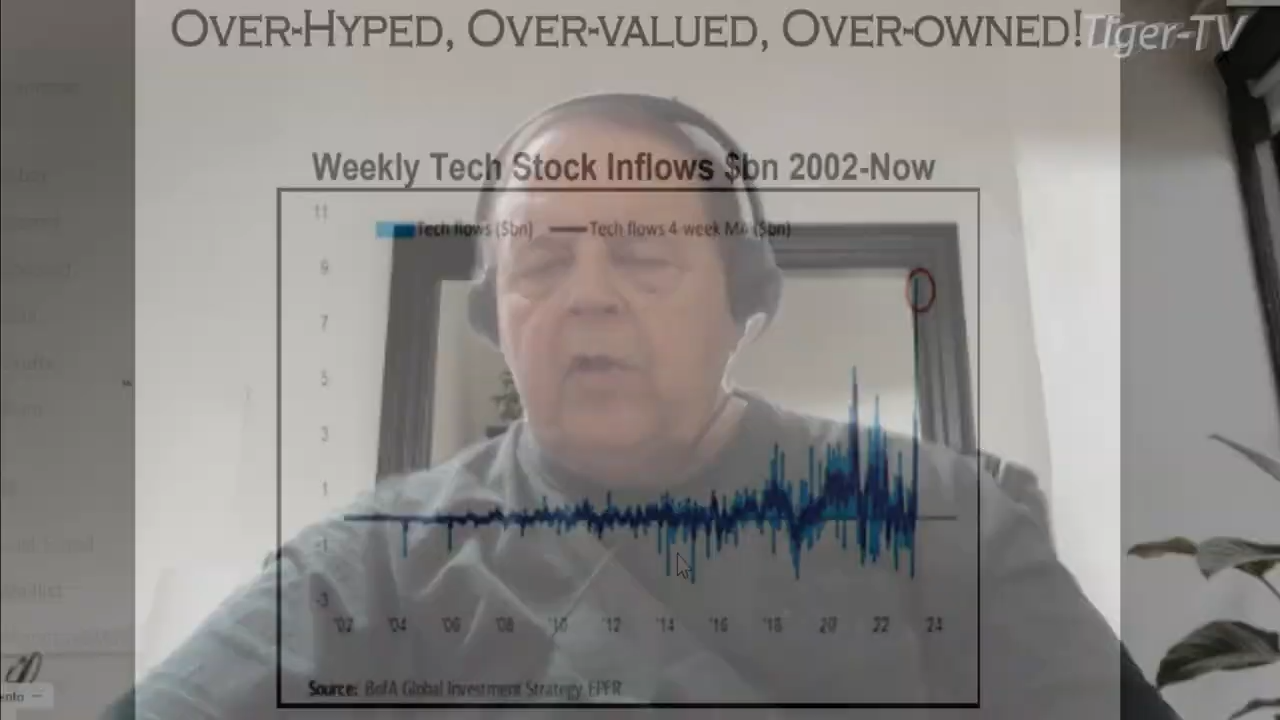 OVER-HYPED, OVER-VALUED, OVER-OWNED!
Tiger-TV
Weekly Tech Stock Inflows $bn 2002-Now
Tech flows ($bn)
Tech flows 4-week MA ($bn)
11
9
7
5
3
1
-1
-3
'02 '04 '06 '08 '10 '12 '14 '16 '18 20 22 24
Source: BofA Global Investment Strategy, EPFR